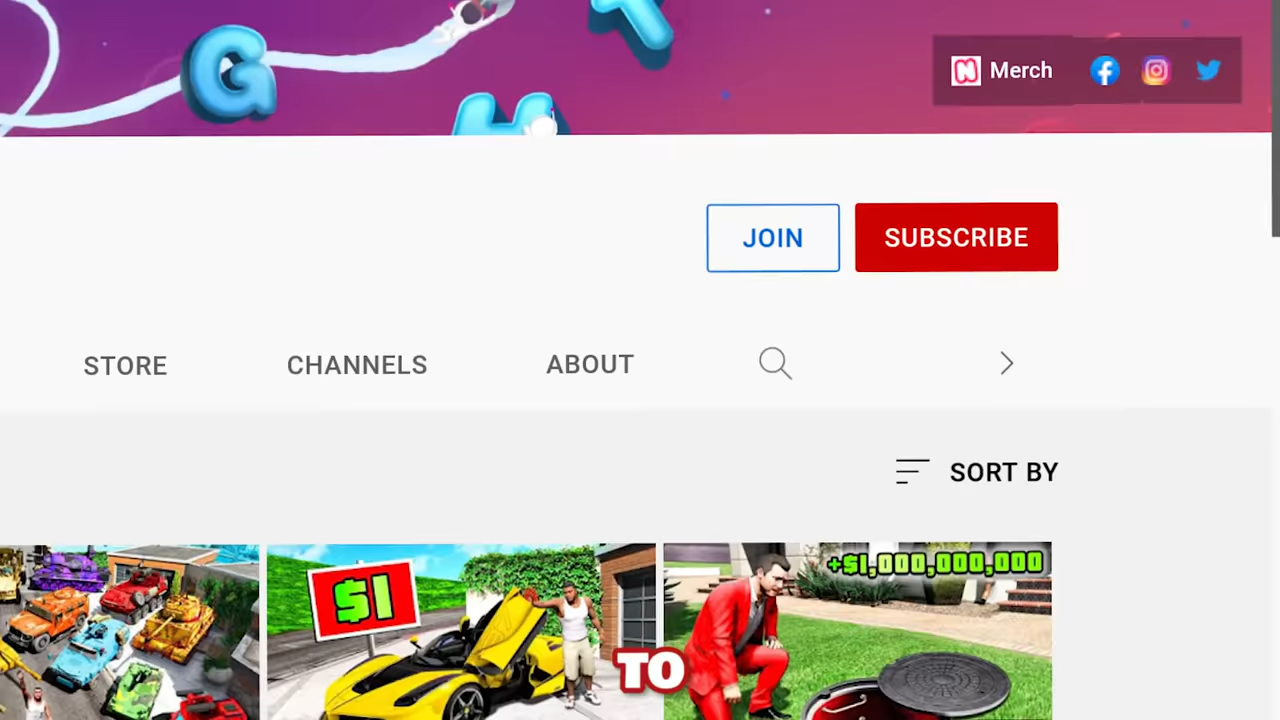 G
T
H
N Merch
JOIN
SUBSCRIBE
STORE
CHANNELS
ABOUT
SORT BY
$1
+$1,000,000,000
TO